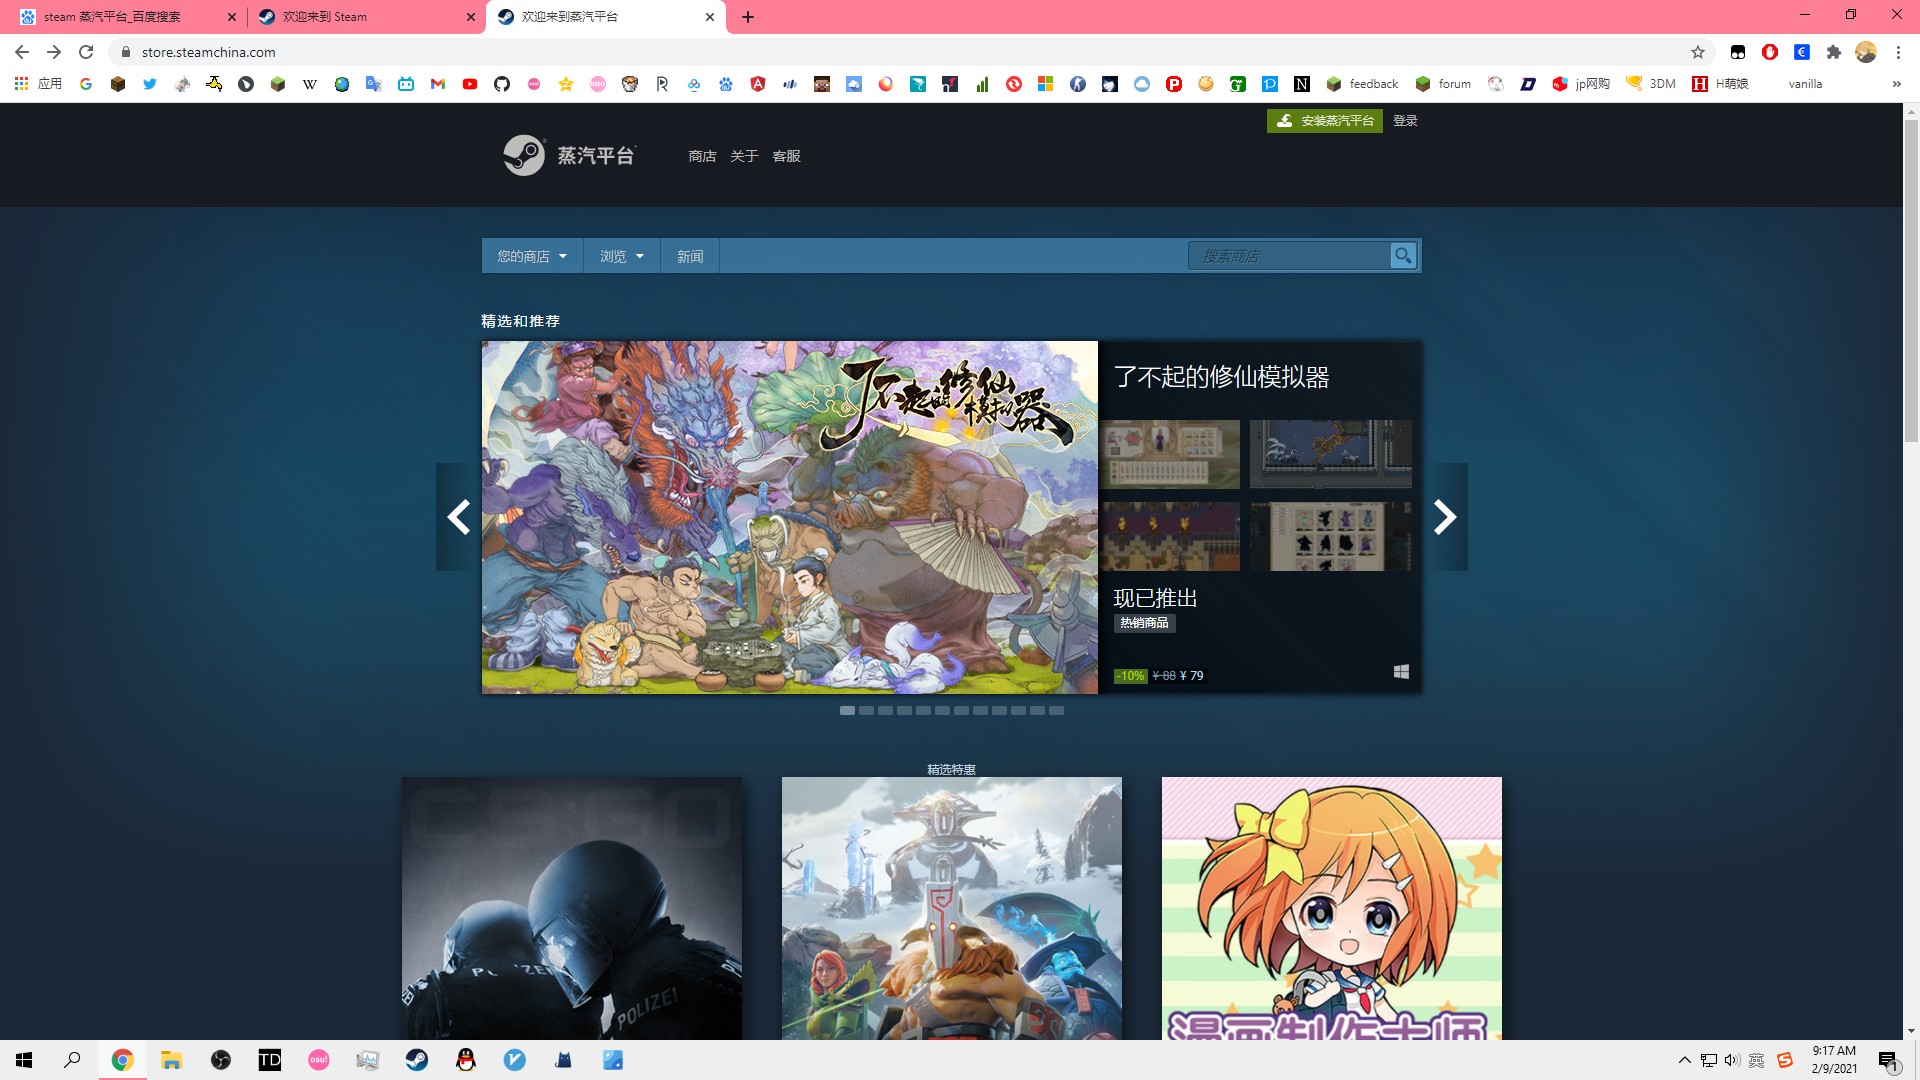 steam 蒸汽平台_百度搜索
欢迎来到 Steam
欢迎来到蒸汽平台
store.steamchina.com
应用
feedback
forum
jp网购
3DM
H萌娘
vanilla
安装蒸汽平台
登录
蒸汽平台
商店 关于 客服
您的商店 浏览 新闻
搜索商店
精选和推荐
了不起的修仙模拟器
了不起的修仙模拟器
现已推出
热销商品
-10% ¥ 88 ¥ 79
精选特惠
CS:GO
POLIZEI
POLIZEI
漫画制作大师
TD
osu!
英
9:17 AM
2/9/2021
1